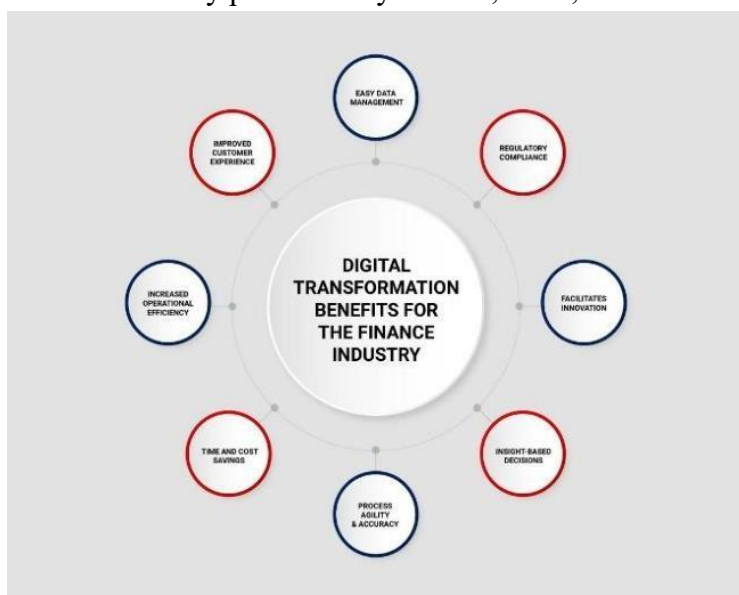 EASY DATA
MANAGEMENT
IMPROVED
CUSTOMER
EXPERIENCE
REGULATORY
COMPLIANCE
DIGITAL
TRANSFORMATION
BENEFITS FOR
THE FINANCE
INDUSTRY
INCREASED
OPERATIONAL
EFFICIENCY
FACILITATES
INNOVATION
TIME AND COST
SAVINGS
INSIGHT-BASED
DECISIONS
PROCESS
AGILITY
& ACCURACY